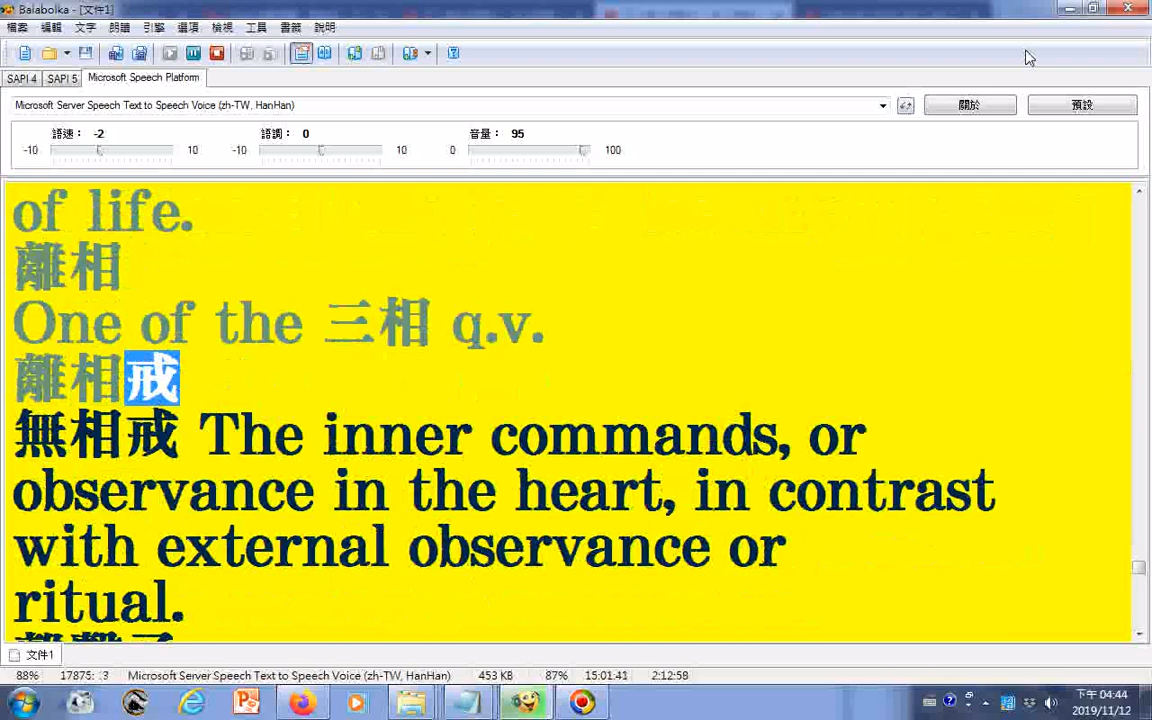 Balabolka - [文件1]
檔案 編輯 文字 朗讀 引擎 選項 檢視 工具 書籤 說明
SAPI 4 SAPI 5 Microsoft Speech Platform
Microsoft Server Speech Text to Speech Voice (zh-TW, HanHan) 關於 預設
語速： -2 語調： 0 音量： 95
-10 10 -10 10 0 100
of life.
離相
One of the 三相 q.v.
離相戒
無相戒 The inner commands, or
observance in the heart, in contrast
with external observance or
ritual.
文件1
88% 17875: :3 Microsoft Server Speech Text to Speech Voice (zh-TW, HanHan) 453 KB 87% 15:01:41 2:12:58
下午 04:44
2019/11/12